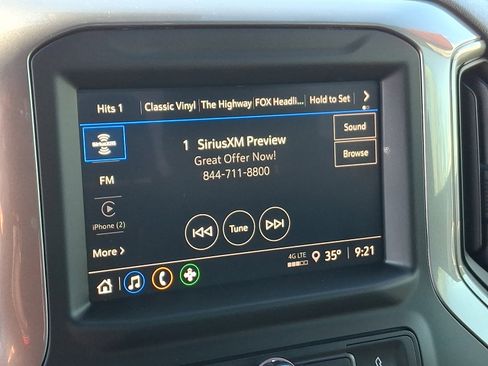 Hits 1 Classic Vinyl The Highway FOX Headli... Hold to Set
SiriusXM
1 SiriusXM Preview
Great Offer Now!
844-711-8800
Sound
Browse
FM
iPhone (2)
More
Tune
4G LTE
35° 9:21